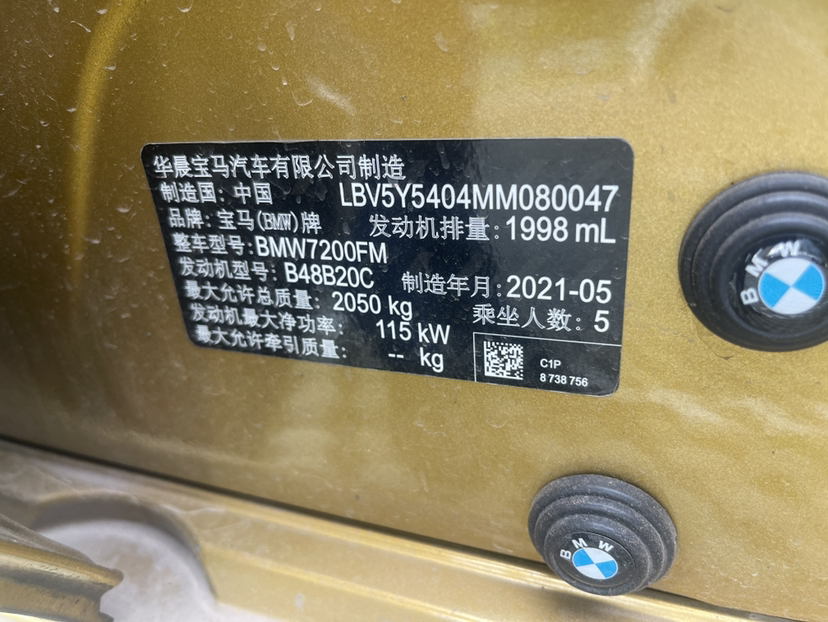 华晨宝马汽车有限公司制造
制造国: 中国 LBV5Y5404MM080047
品牌: 宝马(BMW)牌 发动机排量: 1998 mL
整车型号: BMW7200FM
发动机型号: B48B20C 制造年月: 2021-05
最大允许总质量: 2050 kg 乘坐人数: 5
发动机最大净功率: 115 kW
最大允许牵引质量: -- kg
C1P
8 738 756
BMW
BMW